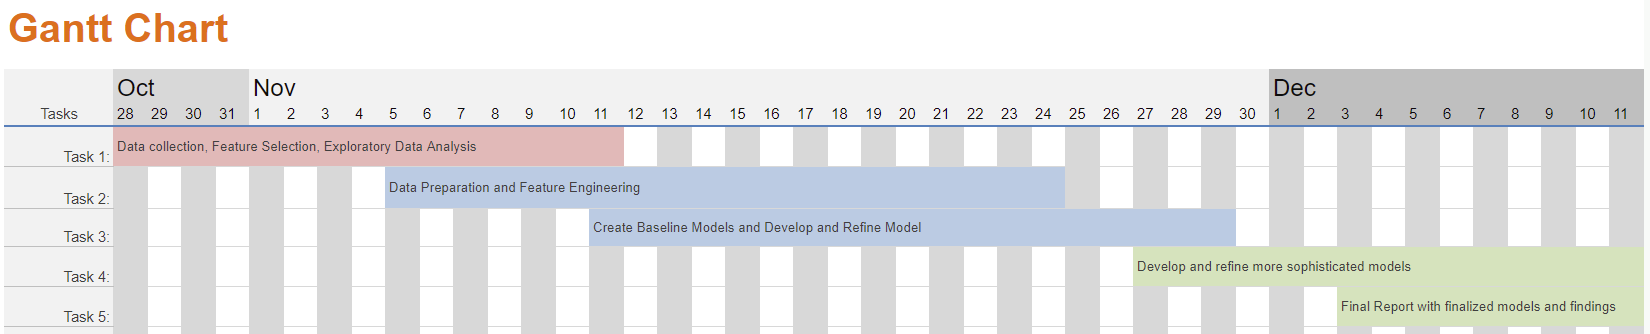 Gantt Chart
Oct Nov Dec
Tasks 28 29 30 31 1 2 3 4 5 6 7 8 9 10 11 12 13 14 15 16 17 18 19 20 21 22 23 24 25 26 27 28 29 30 1 2 3 4 5 6 7 8 9 10 11
Task 1: Data collection, Feature Selection, Exploratory Data Analysis
Task 2: Data Preparation and Feature Engineering
Task 3: Create Baseline Models and Develop and Refine Model
Task 4: Develop and refine more sophisticated models
Task 5: Final Report with finalized models and findings